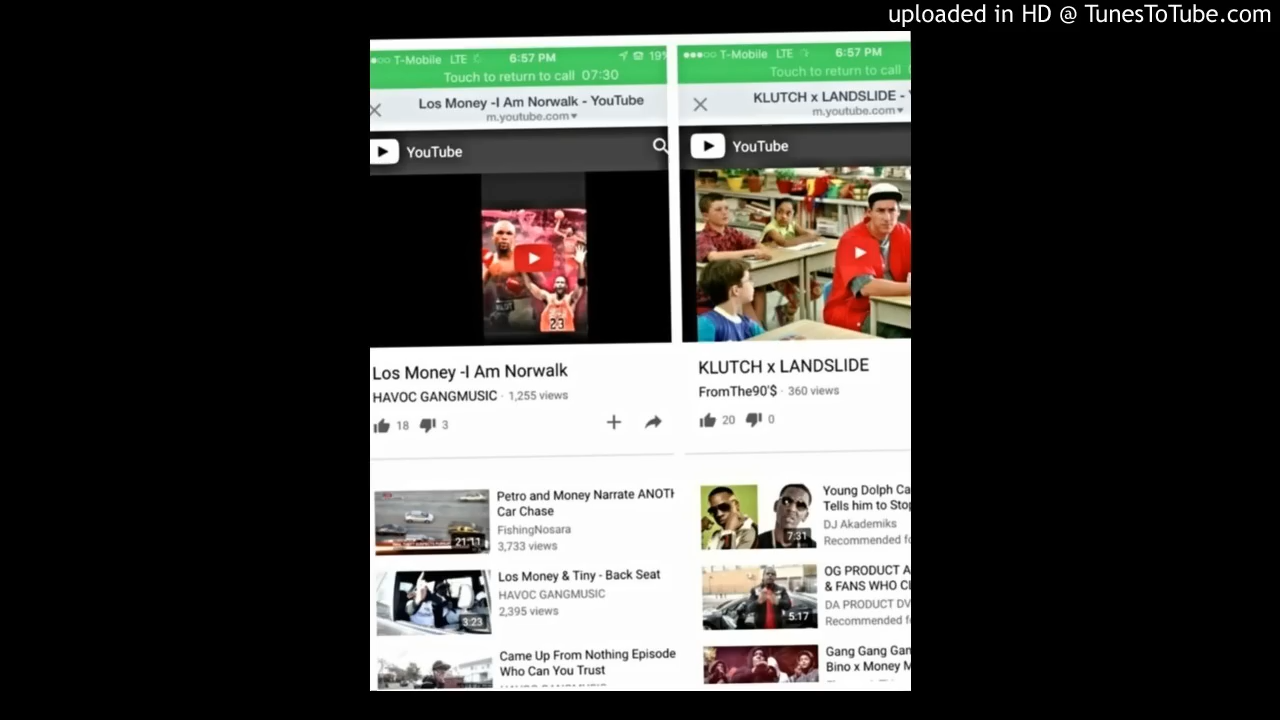 uploaded in HD @ TunesToTube.com
T-Mobile LTE 6:57 PM 19%
Touch to return to call 07:30
Los Money -I Am Norwalk - YouTube
m.youtube.com
YouTube
23
Los Money -I Am Norwalk
HAVOC GANGMUSIC · 1,255 views
18 3
Petro and Money Narrate ANOTH
Car Chase
FishingNosara
3,733 views
21:11
Los Money & Tiny - Back Seat
HAVOC GANGMUSIC
2,395 views
3:23
Came Up From Nothing Episode
Who Can You Trust
HAVOC GANGMUSIC
T-Mobile LTE 6:57 PM
Touch to return to call
KLUTCH x LANDSLIDE -
m.youtube.com
YouTube
KLUTCH x LANDSLIDE
FromThe90'$ · 360 views
20 0
Young Dolph Ca
Tells him to Stop
DJ Akademiks
Recommended fo
7:31
OG PRODUCT A
& FANS WHO CL
DA PRODUCT DV
Recommended fo
5:17
Gang Gang Gan
Bino x Money M